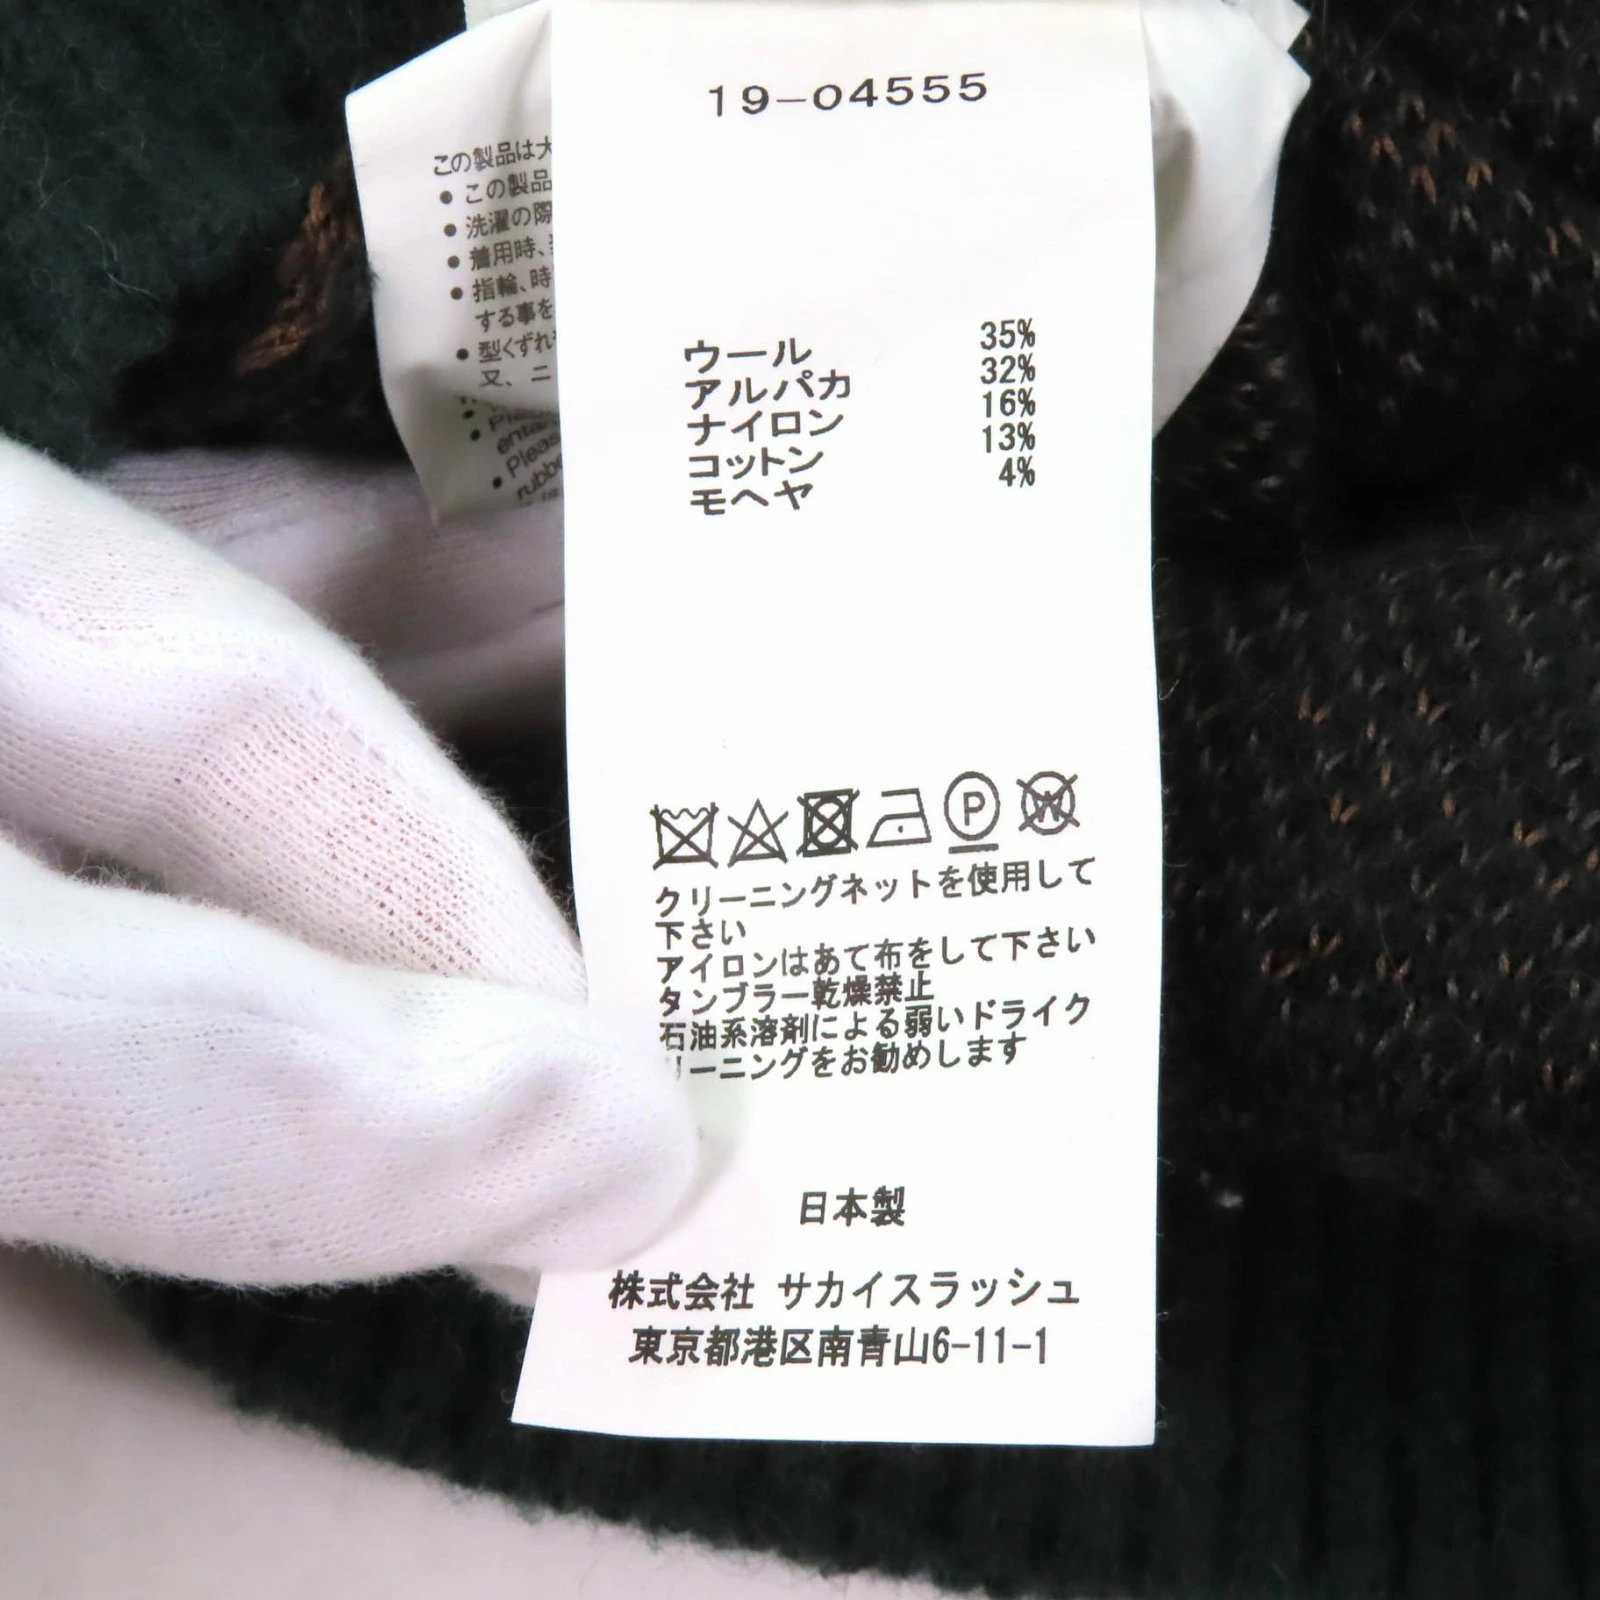 19-04555
この製品は
• この製品
• 洗濯の際
• 着用時、
• 指輪、時
する事を
• 型くずれ
又、ニ
• Please
• Please
ウール 35%
アルパカ 32%
ナイロン 16%
コットン 13%
モヘヤ 4%
P W
クリーニングネットを使用して
下さい
アイロンはあて布をして下さい
タンブラー乾燥禁止
石油系溶剤による弱いドライク
リーニングをお勧めします
日本製
株式会社 サカイスラッシュ
東京都港区南青山6-11-1